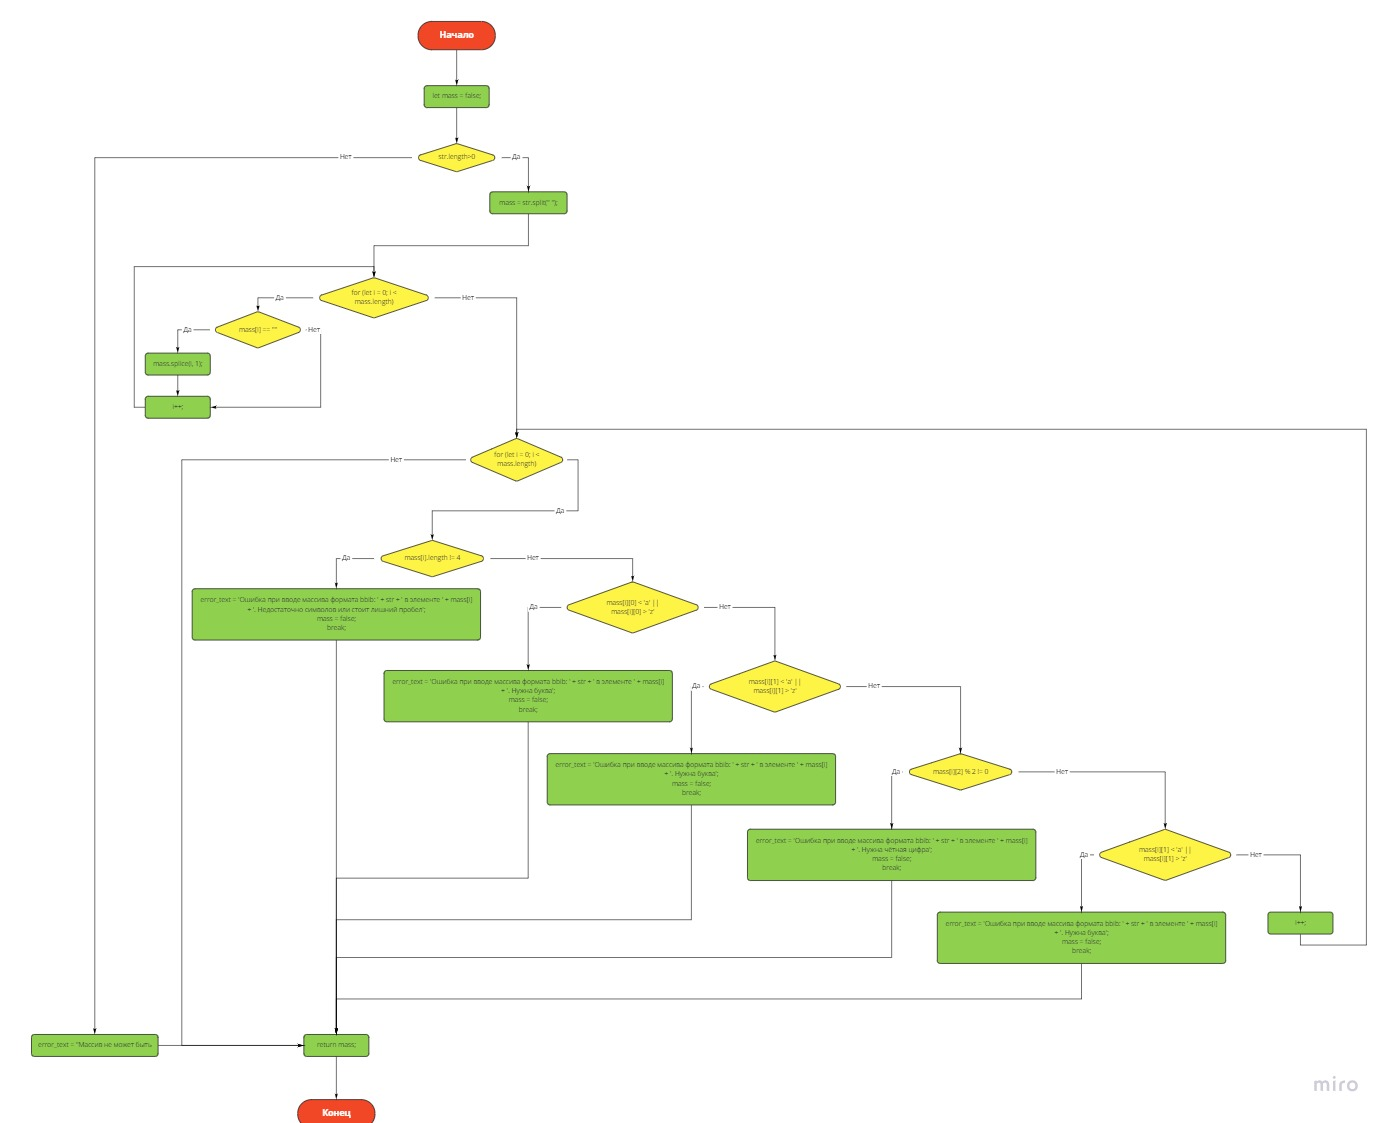 Начало
let mass = false;
str.length>0
Нет
Да
mass = str.split(" ");
for (let i = 0; i <
mass.length)
Да
Нет
mass[i] == ""
Да
Нет
mass.splice(i, 1);
i++;
for (let i = 0; i <
mass.length)
Нет
Да
mass[i].length != 4
Да
Нет
error_text = 'Ошибка при вводе массива формата bbib: ' + str + ' в элементе ' + mass[i]
+ '. Недостаточно символов или стоит лишний пробел';
mass = false;
break;
mass[i][0] < 'a' ||
mass[i][0] > 'z'
Да
Нет
error_text = 'Ошибка при вводе массива формата bbib: ' + str + ' в элементе ' + mass[i]
+ '. Нужна буква';
mass = false;
break;
mass[i][1] < 'a' ||
mass[i][1] > 'z'
Да
Нет
error_text = 'Ошибка при вводе массива формата bbib: ' + str + ' в элементе ' + mass[i]
+ '. Нужна буква';
mass = false;
break;
mass[i][2] % 2 != 0
Да
Нет
error_text = 'Ошибка при вводе массива формата bbib: ' + str + ' в элементе ' + mass[i]
+ '. Нужна чётная цифра';
mass = false;
break;
mass[i][1] < 'a' ||
mass[i][1] > 'z'
Да
Нет
error_text = 'Ошибка при вводе массива формата bbib: ' + str + ' в элементе ' + mass[i]
+ '. Нужна буква';
mass = false;
break;
i++;
error_text = "Массив не может быть
return mass;
Конец
miro